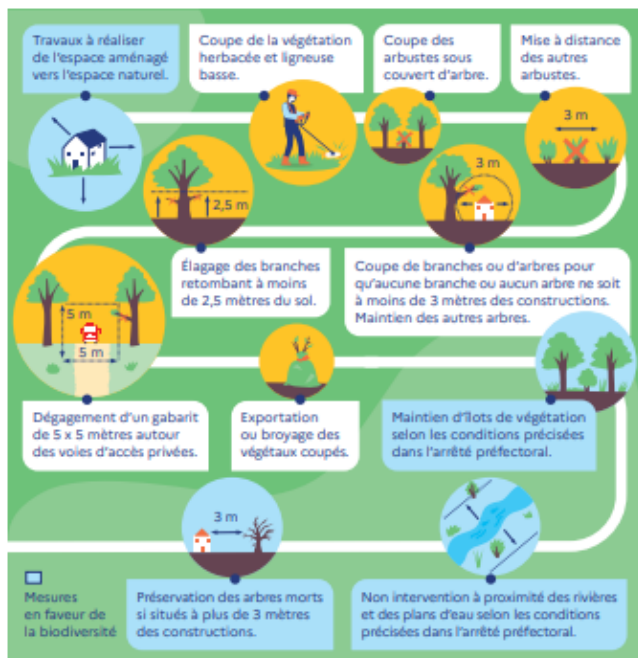 Travaux à réaliser
de l'espace aménagé
vers l'espace naturel.
Coupe de la végétation
herbacée et ligneuse
basse.
Coupe des
arbustes sous
couvert d'arbre.
Mise à distance
des autres
arbustes.
3 m
2,5 m
3 m
Élagage des branches
retombant à moins
de 2,5 mètres du sol.
Coupe de branches ou d'arbres pour
qu'aucune branche ou aucun arbre ne soit
à moins de 3 mètres des constructions.
Maintien des autres arbres.
5 m
5 m
Dégagement d'un gabarit
de 5 x 5 mètres autour
des voies d'accès privées.
Exportation
ou broyage des
végétaux coupés.
Maintien d'îlots de végétation
selon les conditions précisées
dans l'arrêté préfectoral.
3 m
Mesures
en faveur de
la biodiversité
Préservation des arbres morts
si situés à plus de 3 mètres
des constructions.
Non intervention à proximité des rivières
et des plans d'eau selon les conditions
précisées dans l'arrêté préfectoral.